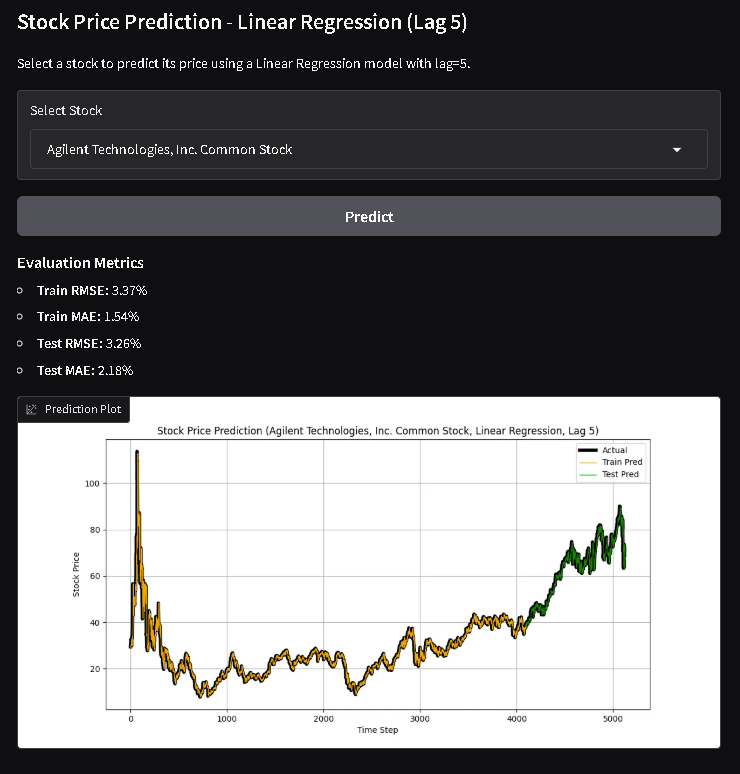 Stock Price Prediction - Linear Regression (Lag 5)
Select a stock to predict its price using a Linear Regression model with lag=5.
Select Stock
Agilent Technologies, Inc. Common Stock
Predict
Evaluation Metrics
Train RMSE: 3.37%
Train MAE: 1.54%
Test RMSE: 3.26%
Test MAE: 2.18%
Prediction Plot
Stock Price Prediction (Agilent Technologies, Inc. Common Stock, Linear Regression, Lag 5)
Actual
Train Pred
Test Pred
100
80
60
40
20
Stock Price
0 1000 2000 3000 4000 5000
Time Step